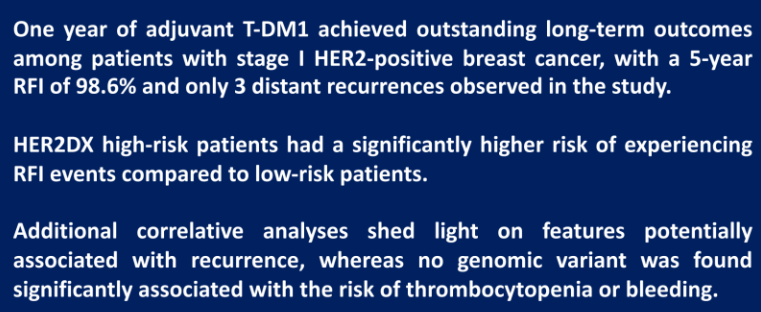 One year of adjuvant T-DM1 achieved outstanding long-term outcomes
among patients with stage I HER2-positive breast cancer, with a 5-year
RFI of 98.6% and only 3 distant recurrences observed in the study.
HER2DX high-risk patients had a significantly higher risk of experiencing
RFI events compared to low-risk patients.
Additional correlative analyses shed light on features potentially
associated with recurrence, whereas no genomic variant was found
significantly associated with the risk of thrombocytopenia or bleeding.